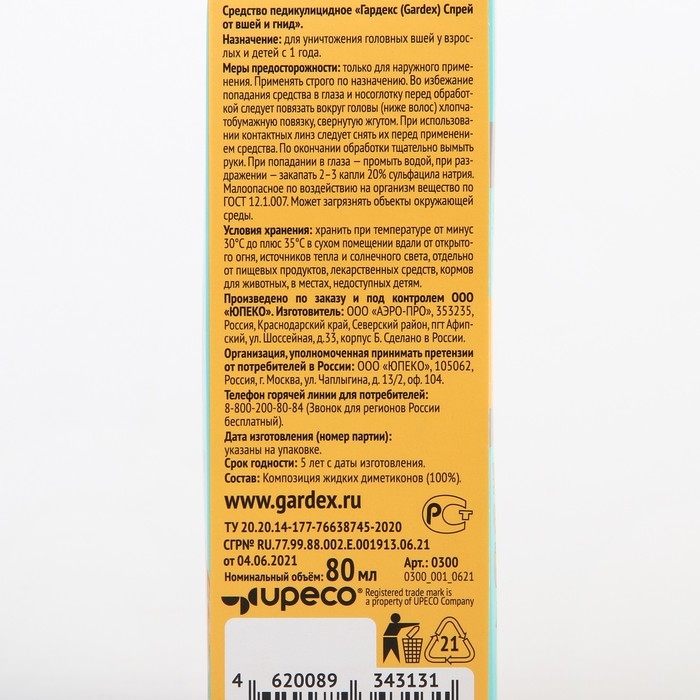 Средство педикулицидное «Гардекс (Gardex) Спрей
от вшей и гнид».
Назначение: для уничтожения головных вшей у взрос-
лых и детей с 1 года.
Меры предосторожности: только для наружного приме-
нения. Применять строго по назначению. Во избежание
попадания средства в глаза и носоглотку перед обработ-
кой следует повязать вокруг головы (ниже волос) хлопча-
тобумажную повязку, свернутую жгутом. При использова-
нии контактных линз следует снять их перед применени-
ем средства. По окончании обработки тщательно вымыть
руки. При попадании в глаза — промыть водой, при раз-
дражении — закапать 2–3 капли 20% сульфацила натрия.
Малоопасное по воздействию на организм вещество по
ГОСТ 12.1.007. Может загрязнять объекты окружающей
среды.
Условия хранения: хранить при температуре от минус
30°С до плюс 35°С в сухом помещении вдали от открыто-
го огня, источников тепла и солнечного света, отдельно
от пищевых продуктов, лекарственных средств, кормов
для животных, в местах, недоступных детям.
Произведено по заказу и под контролем ООО
«ЮПЕКО». Изготовитель: ООО «АЭРО-ПРО», 353235,
Россия, Краснодарский край, Северский район, пгт Афип-
ский, ул. Шоссейная, д.33, корпус Б. Сделано в России.
Организация, уполномоченная принимать претензии
от потребителей в России: ООО «ЮПЕКО», 105062,
Россия, г. Москва, ул. Чаплыгина, д. 13/2, оф. 104.
Телефон горячей линии для потребителей:
8-800-200-80-84 (Звонок для регионов России
бесплатный).
Дата изготовления (номер партии):
указаны на упаковке.
Срок годности: 5 лет с даты изготовления.
Состав: Композиция жидких диметиконов (100%).
www.gardex.ru
РСТ
ТУ 20.20.14-177-76638745-2020
СГР№ RU.77.99.88.002.E.001913.06.21
от 04.06.2021
Арт.: 0300
Номинальный объём: 80 мл
0300_001_0621
upeco® Registered trade mark is
a property of UPECO Company
21
4 620089 343131